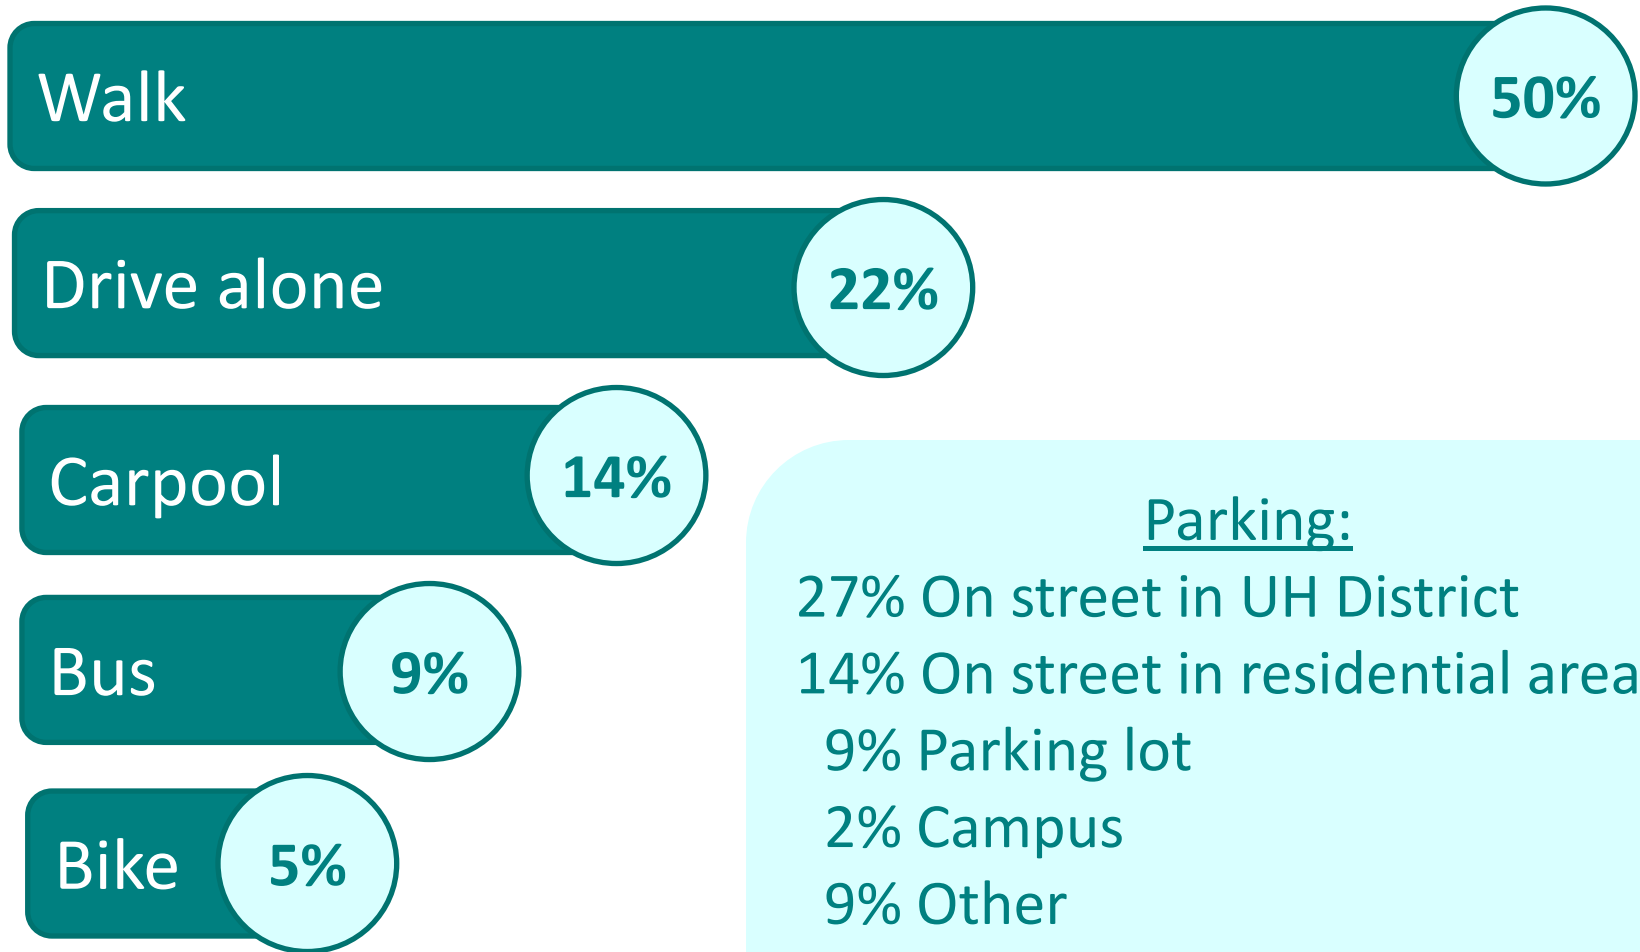 Walk 50%
Drive alone 22%
Carpool 14%
Bus 9%
Bike 5%
Parking:
27% On street in UH District
14% On street in residential area
9% Parking lot
2% Campus
9% Other